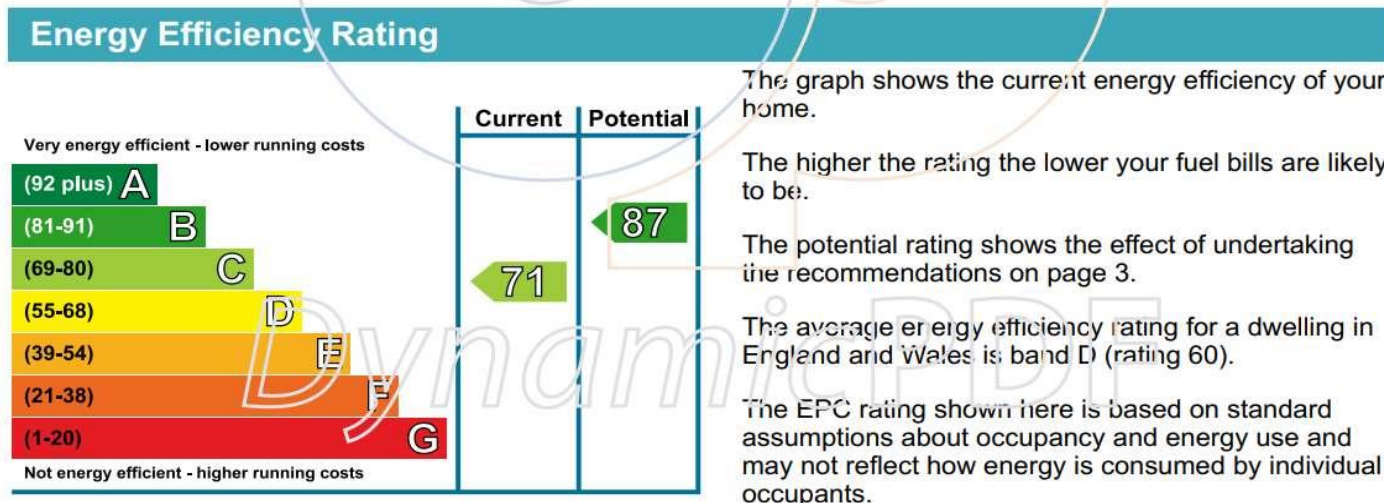 Energy Efficiency Rating
Current Potential
Very energy efficient - lower running costs
(92 plus) A
(81-91) B
87
(69-80) C
71
(55-68) D
(39-54) E
(21-38) F
(1-20) G
Not energy efficient - higher running costs
The graph shows the current energy efficiency of your
home.
The higher the rating the lower your fuel bills are likely
to be.
The potential rating shows the effect of undertaking
the recommendations on page 3.
The average energy efficiency rating for a dwelling in
England and Wales is band D (rating 60).
The EPC rating shown here is based on standard
assumptions about occupancy and energy use and
may not reflect how energy is consumed by individual
occupants.
DynamicPDF